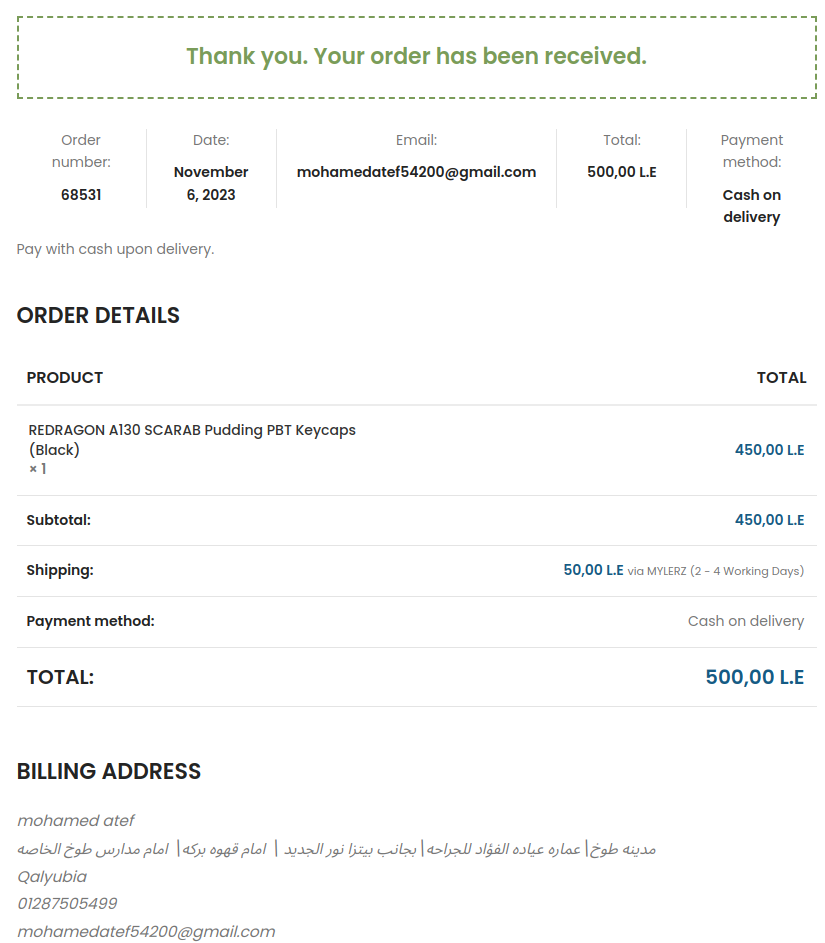 Thank you. Your order has been received.
Order number:
68531
Date:
November 6, 2023
Email:
mohamedatef54200@gmail.com
Total:
500,00 L.E
Payment method:
Cash on delivery
Pay with cash upon delivery.
ORDER DETAILS
PRODUCT TOTAL
REDRAGON A130 SCARAB Pudding PBT Keycaps
(Black)
× 1
450,00 L.E
Subtotal: 450,00 L.E
Shipping: 50,00 L.E via MYLERZ (2 - 4 Working Days)
Payment method: Cash on delivery
TOTAL: 500,00 L.E
BILLING ADDRESS
mohamed atef
مدينه طوخ\عماره عياده الفؤاد للجراحه\بجانب بيتزا نور الجديد \ امام قهوه بركه\ امام مدارس طوخ الخاصه
Qalyubia
01287505499
mohamedatef54200@gmail.com